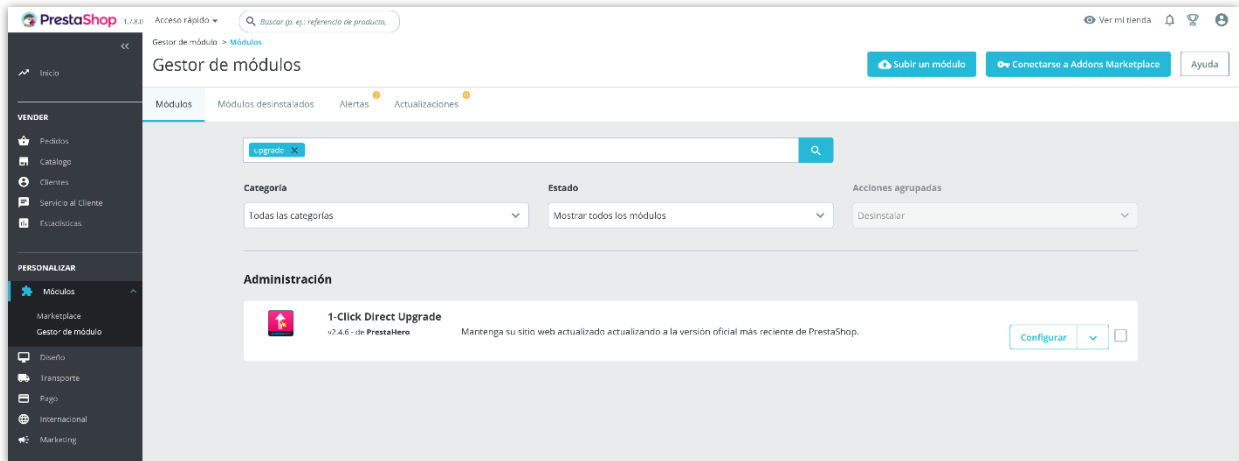 PrestaShop 1.7.8.0 Acceso rápido Buscar (p. ej.: referencia de producto, Ver mi tienda
Gestor de módulo > Módulos
Gestor de módulos
Subir un módulo Conectarse a Addons Marketplace Ayuda
Módulos Módulos desinstalados Alertas Actualizaciones
Inicio
VENDER
Pedidos
Catálogo
Clientes
Servicio al Cliente
Estadísticas
PERSONALIZAR
Módulos
Marketplace
Gestor de módulo
Diseño
Transporte
Pago
Internacional
Marketing
upgrade
Categoría Estado Acciones agrupadas
Todas las categorías Mostrar todos los módulos Desinstalar
Administración
1-Click Direct Upgrade
v2.4.6 - de PrestaHero Mantenga su sitio web actualizado actualizando a la versión oficial más reciente de PrestaShop.
Configurar